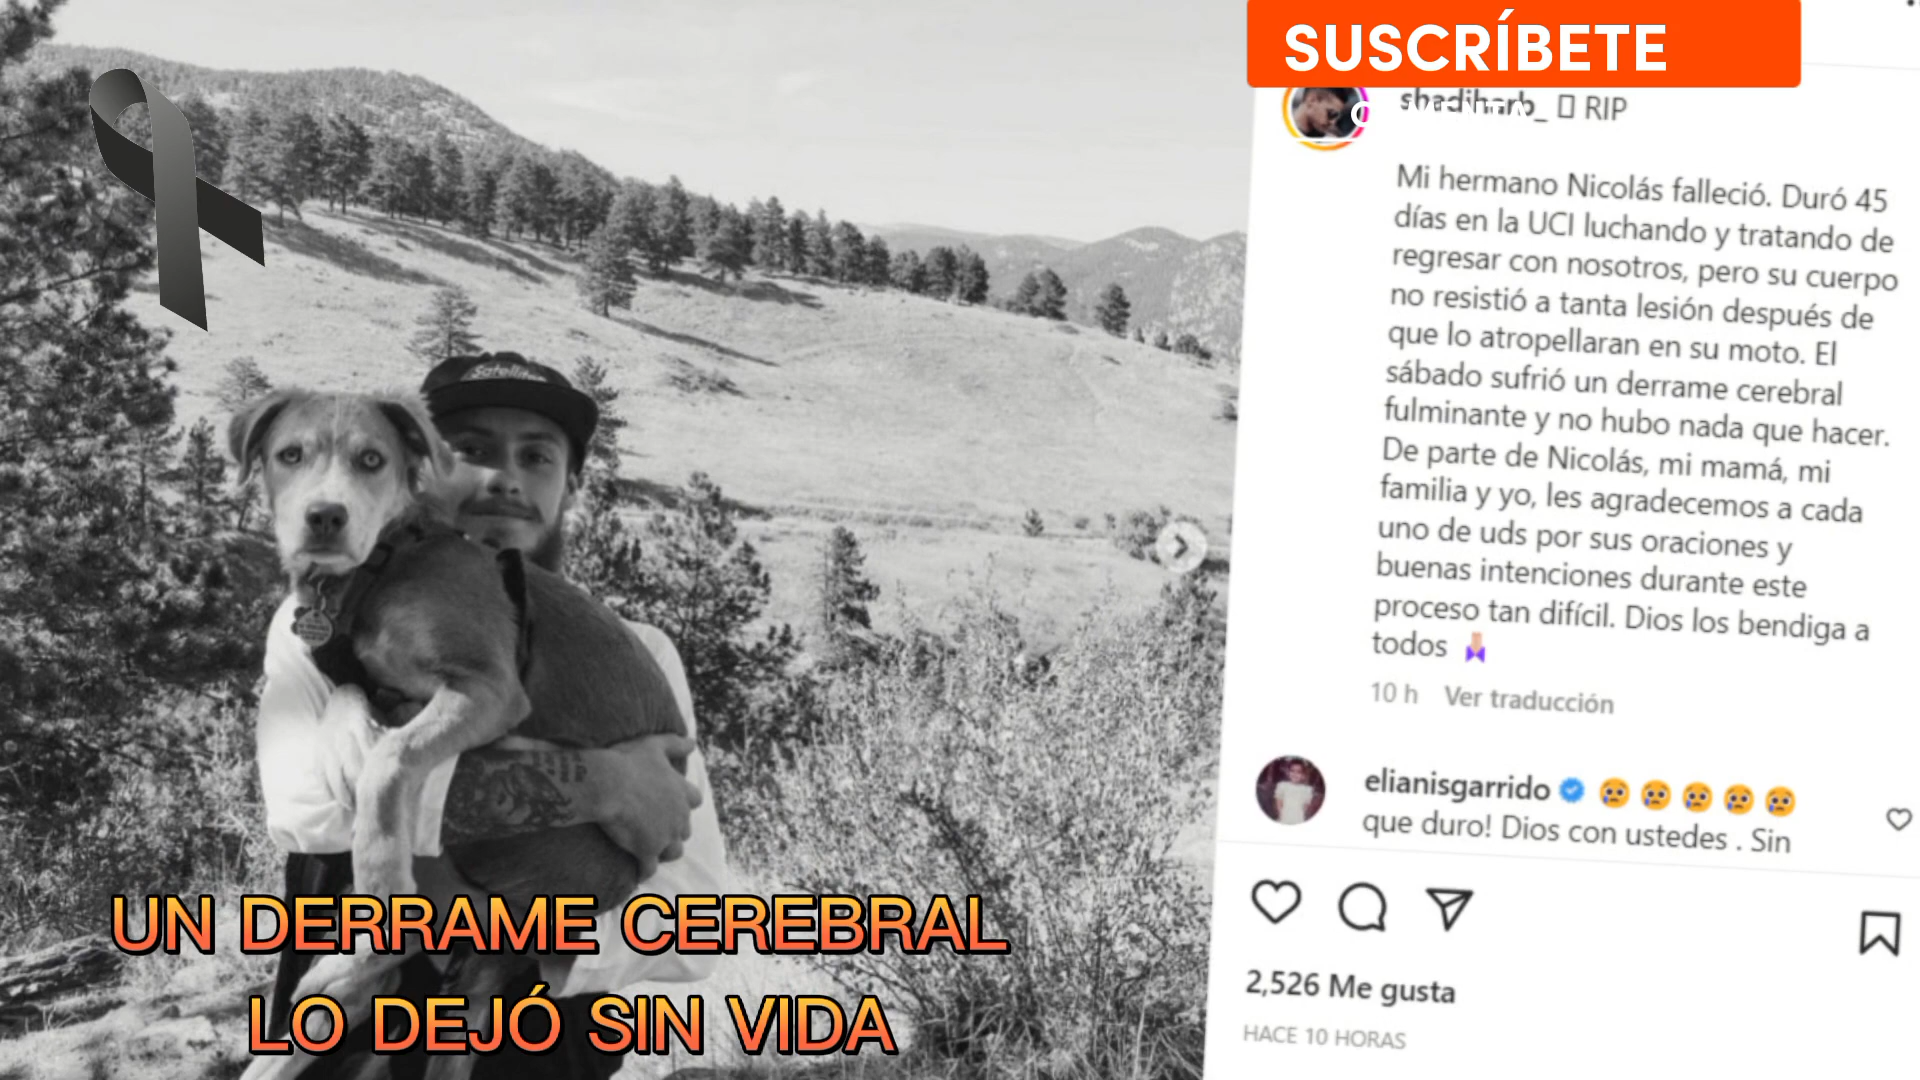 SUSCRÍBETE
shadiharb_ RIP
Mi hermano Nicolás falleció. Duró 45
días en la UCI luchando y tratando de
regresar con nosotros, pero su cuerpo
no resistió a tanta lesión después de
que lo atropellaran en su moto. El
sábado sufrió un derrame cerebral
fulminante y no hubo nada que hacer.
De parte de Nicolás, mi mamá, mi
familia y yo, les agradecemos a cada
uno de uds por sus oraciones y
buenas intenciones durante este
proceso tan difícil. Dios los bendiga a
todos
10 h Ver traducción
elianisgarrido 😢😢😢😢😢
que duro! Dios con ustedes . Sin
2,526 Me gusta
HACE 10 HORAS
Satellite
UN DERRAME CEREBRAL
LO DEJÓ SIN VIDA